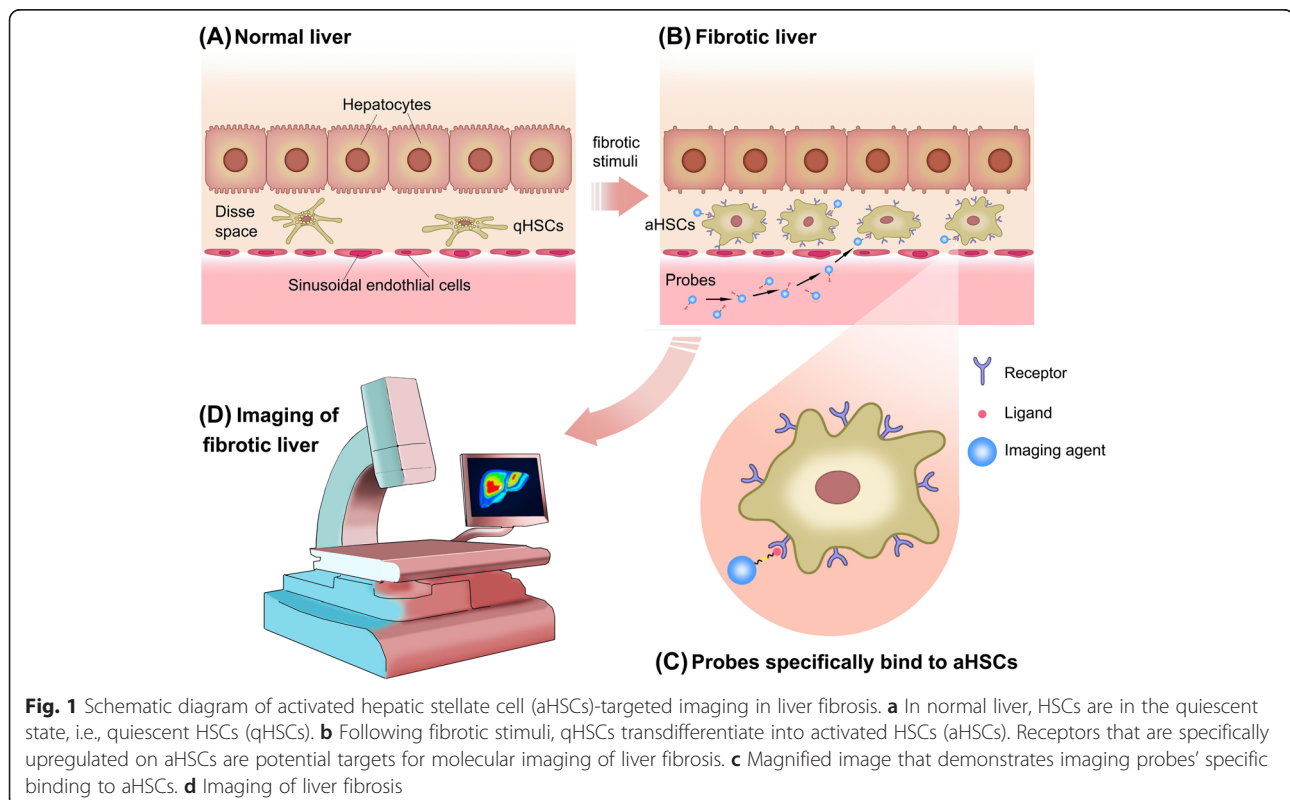 (A) Normal liver
(B) Fibrotic liver
Hepatocytes
fibrotic
stimuli
Disse
space
qHSCs
aHSCs
Sinusoidal endothlial cells
Probes
Receptor
Ligand
Imaging agent
(D) Imaging of
fibrotic liver
(C) Probes specifically bind to aHSCs
Fig. 1 Schematic diagram of activated hepatic stellate cell (aHSCs)-targeted imaging in liver fibrosis. a In normal liver, HSCs are in the quiescent
state, i.e., quiescent HSCs (qHSCs). b Following fibrotic stimuli, qHSCs transdifferentiate into activated HSCs (aHSCs). Receptors that are specifically
upregulated on aHSCs are potential targets for molecular imaging of liver fibrosis. c Magnified image that demonstrates imaging probes' specific
binding to aHSCs. d Imaging of liver fibrosis